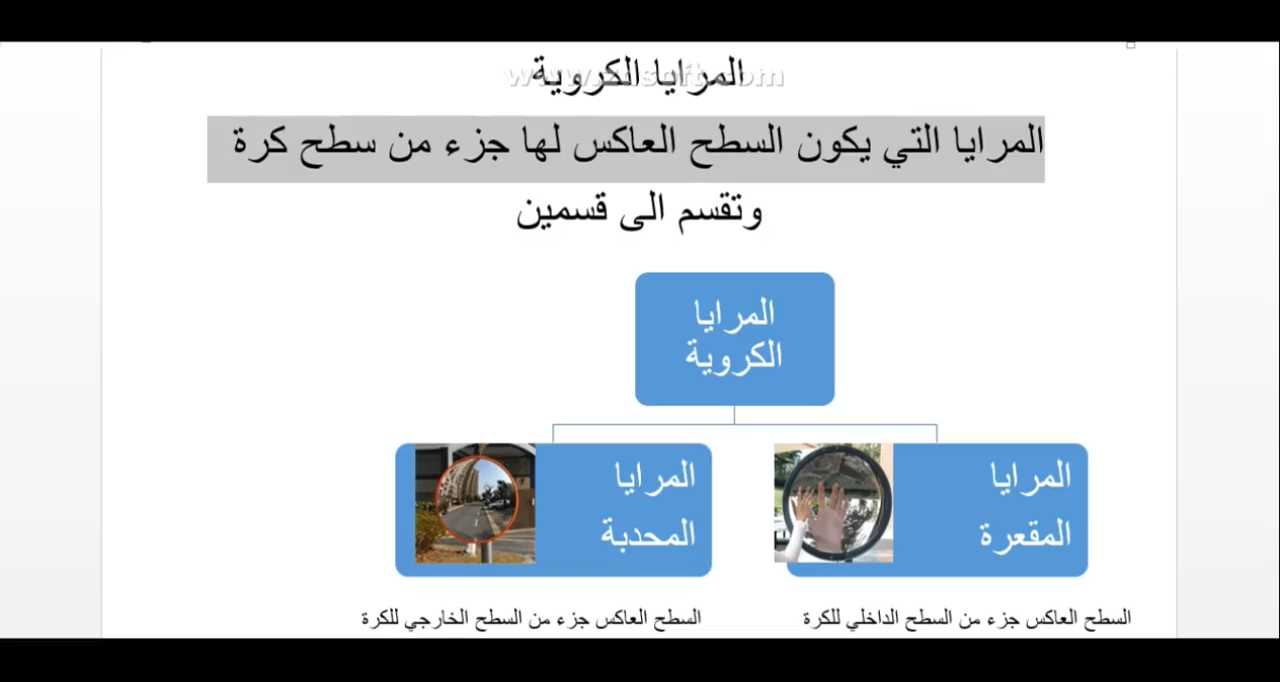 المرايا الكروية
المرايا التي يكون السطح العاكس لها جزء من سطح كرة
وتقسم الى قسمين
المرايا
الكروية
المرايا
المقعرة
المرايا
المحدبة
السطح العاكس جزء من السطح الداخلي للكرة
السطح العاكس جزء من السطح الخارجي للكرة